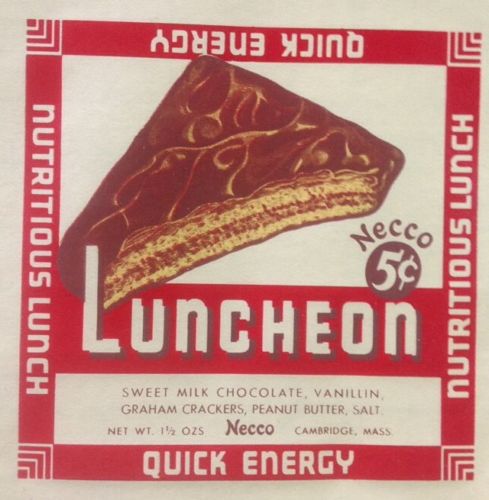 QUICK ENERGY
NUTRITIOUS LUNCH
NUTRITIOUS LUNCH
Necco
5¢
LUNCHEON
SWEET MILK CHOCOLATE, VANILLIN,
GRAHAM CRACKERS, PEANUT BUTTER, SALT.
NET WT. 1½ OZS Necco CAMBRIDGE, MASS.
QUICK ENERGY